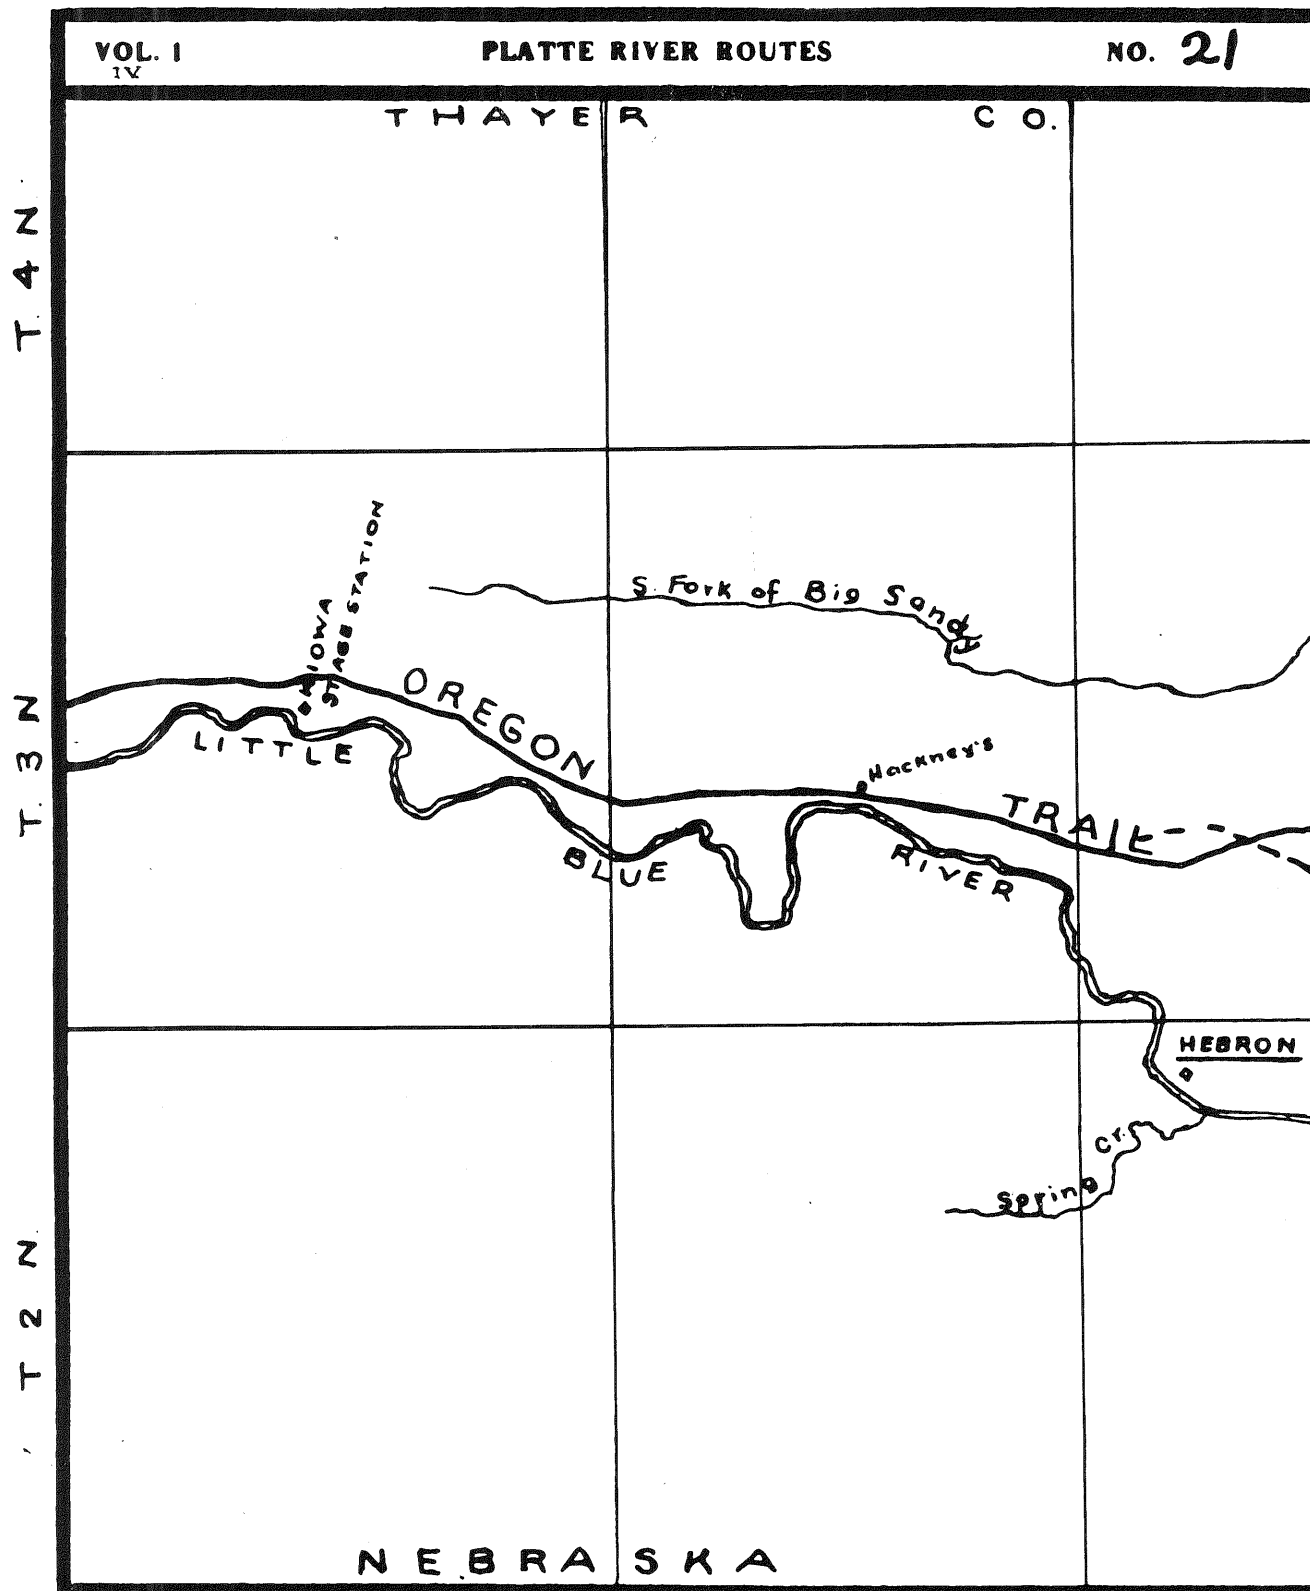 VOL. I PLATTE RIVER ROUTES NO. 21
IV
THAYER CO.
T. 4 N.
KIOWA
STAGE STATION
S. Fork of Big Sandy
OREGON TRAIL
T. 3 N
LITTLE BLUE RIVER
Hackney's
HEBRON
Spring Cr.
T 2 N.
NEBRASKA